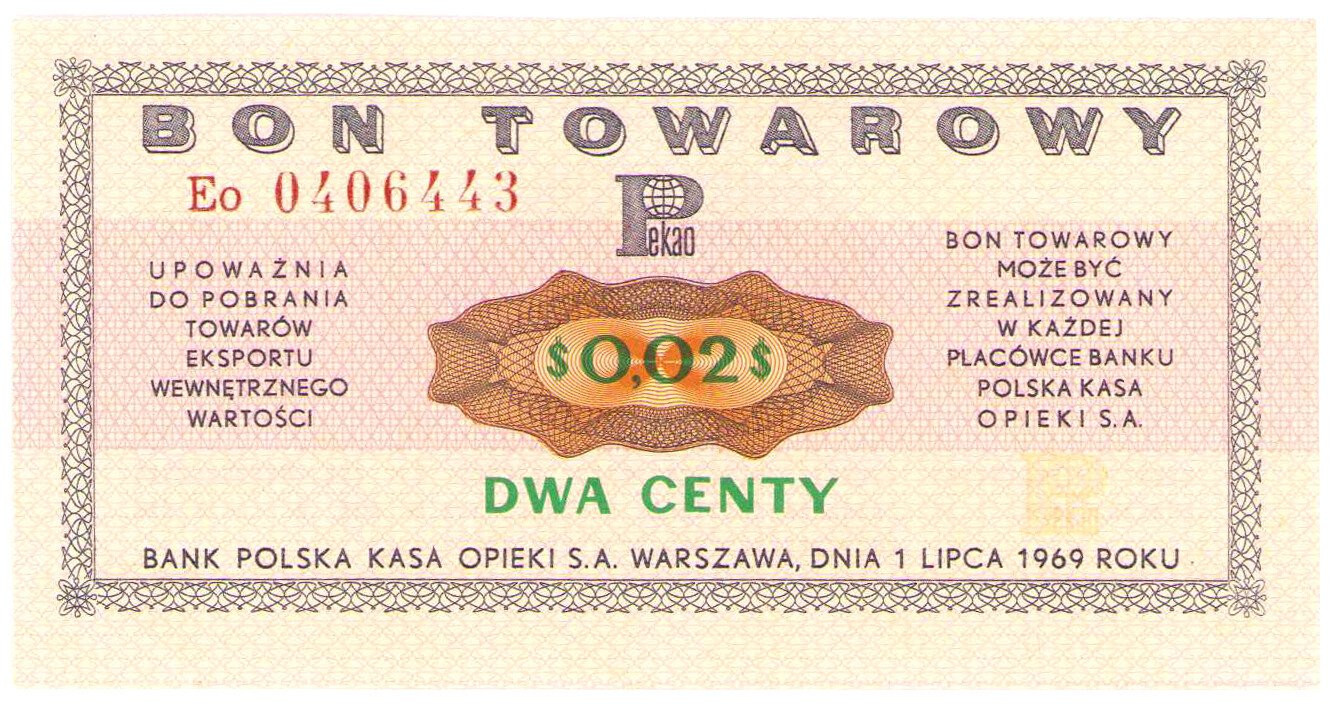 BON TOWAROWY
Eo 0406443
Pekao
UPOWAŻNIA
DO POBRANIA
TOWARÓW
EKSPORTU
WEWNĘTRZNEGO
WARTOŚCI
$0,02$
BON TOWAROWY
MOŻE BYĆ
ZREALIZOWANY
W KAŻDEJ
PLACÓWCE BANKU
POLSKA KASA
OPIEKI S.A.
DWA CENTY
BANK POLSKA KASA OPIEKI S.A. WARSZAWA, DNIA 1 LIPCA 1969 ROKU